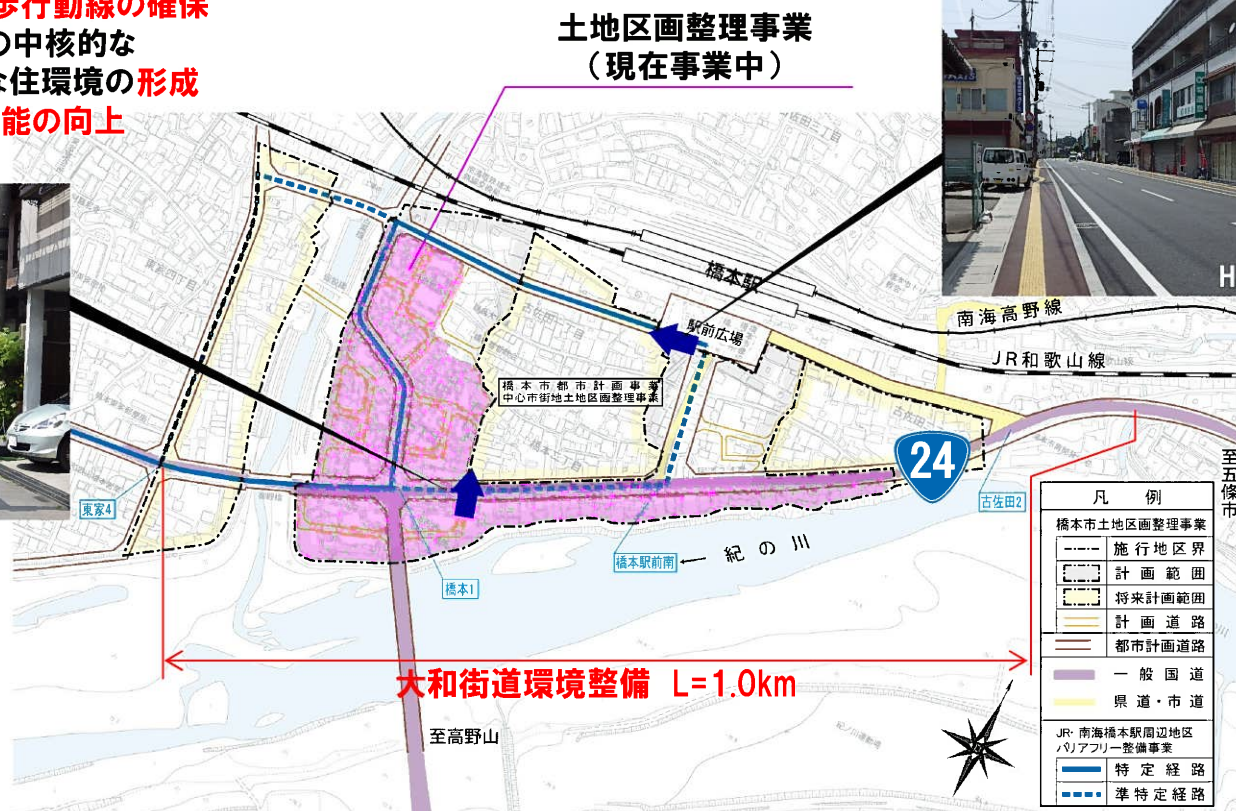 歩行動線の確保
の中核的な
な住環境の形成
能の向上
土地区画整理事業
（現在事業中）
橋本駅
駅前広場
南海高野線
JR和歌山線
橋本市都市計画事業
中心市街地土地区画整理事業
24
東家4
橋本1
橋本駅前南
古佐田2
至五條市
紀の川
大和街道環境整備 L=1.0km
至高野山
凡例
橋本市土地区画整理事業
施行地区界
計画範囲
将来計画範囲
計画道路
都市計画道路
一般国道
県道・市道
JR・南海橋本駅周辺地区
バリアフリー整備事業
特定経路
準特定経路
H